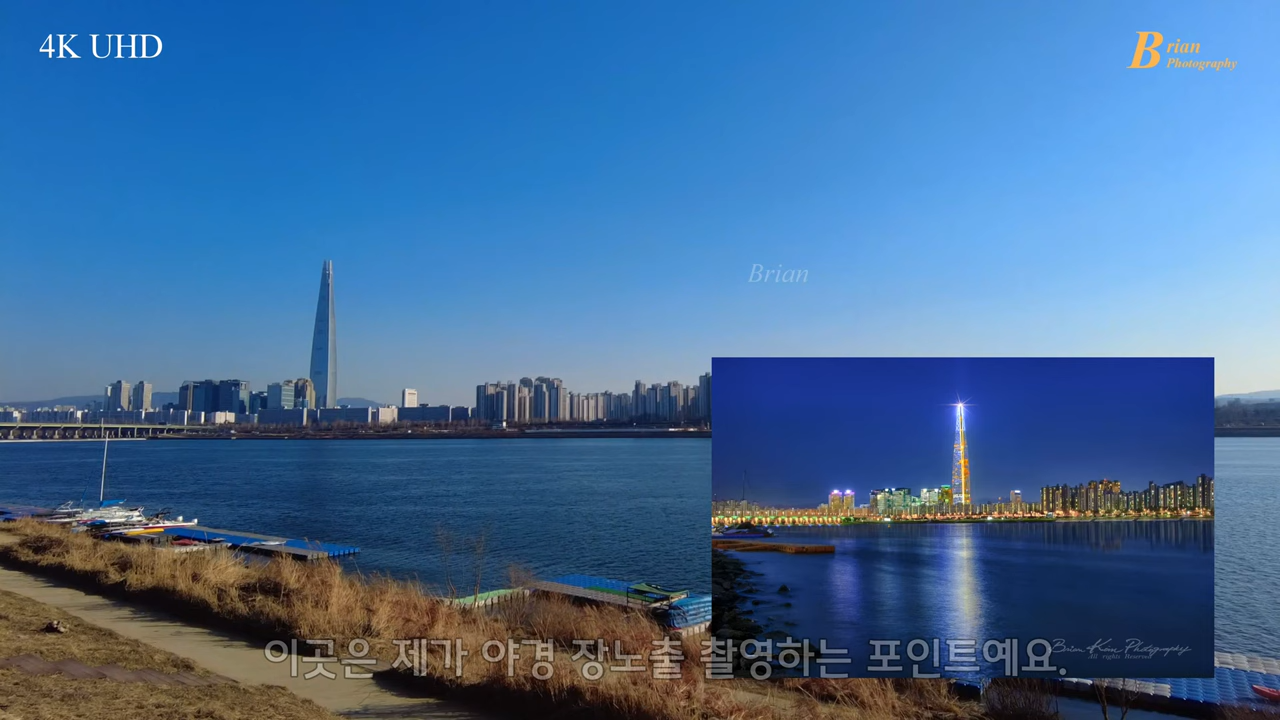 4K UHD
Brian
Photography
Brian
이곳은 제가 야경 장노출 촬영하는 포인트예요.
Brian Kim Photography
All rights Reserved